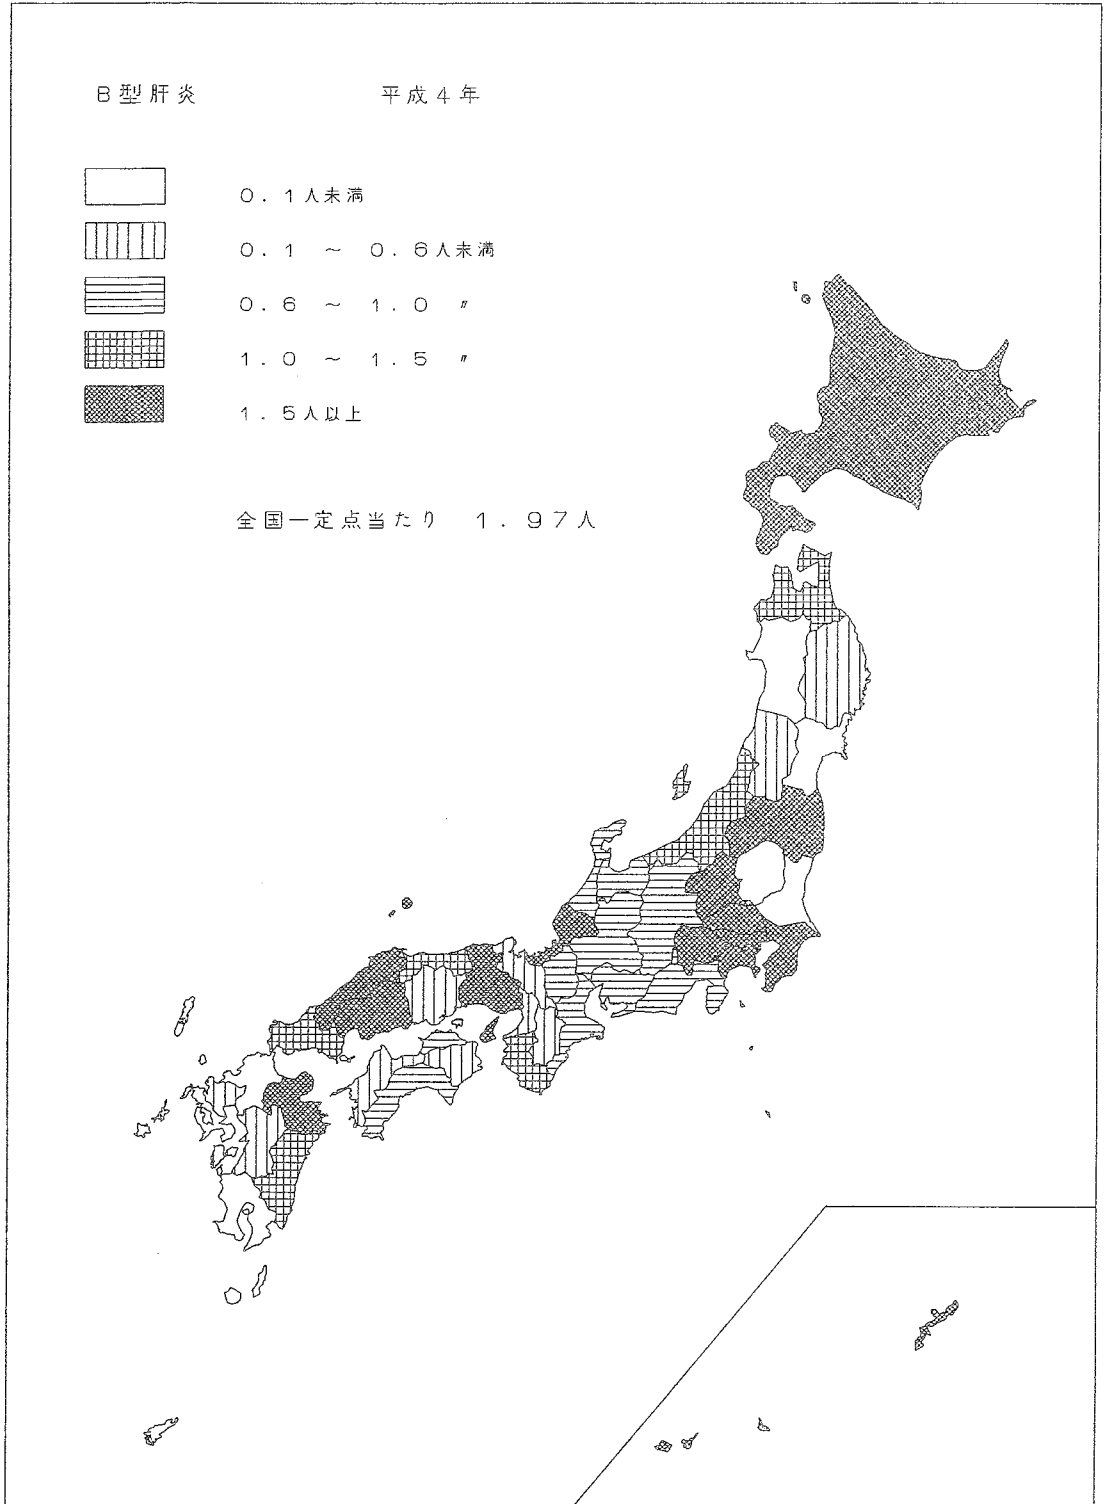 B型肝炎 平成4年
0.1人未満
0.1 ~ 0.6人未満
0.6 ~ 1.0 〃
1.0 ~ 1.5 〃
1.5人以上
全国一定点当たり 1.97人